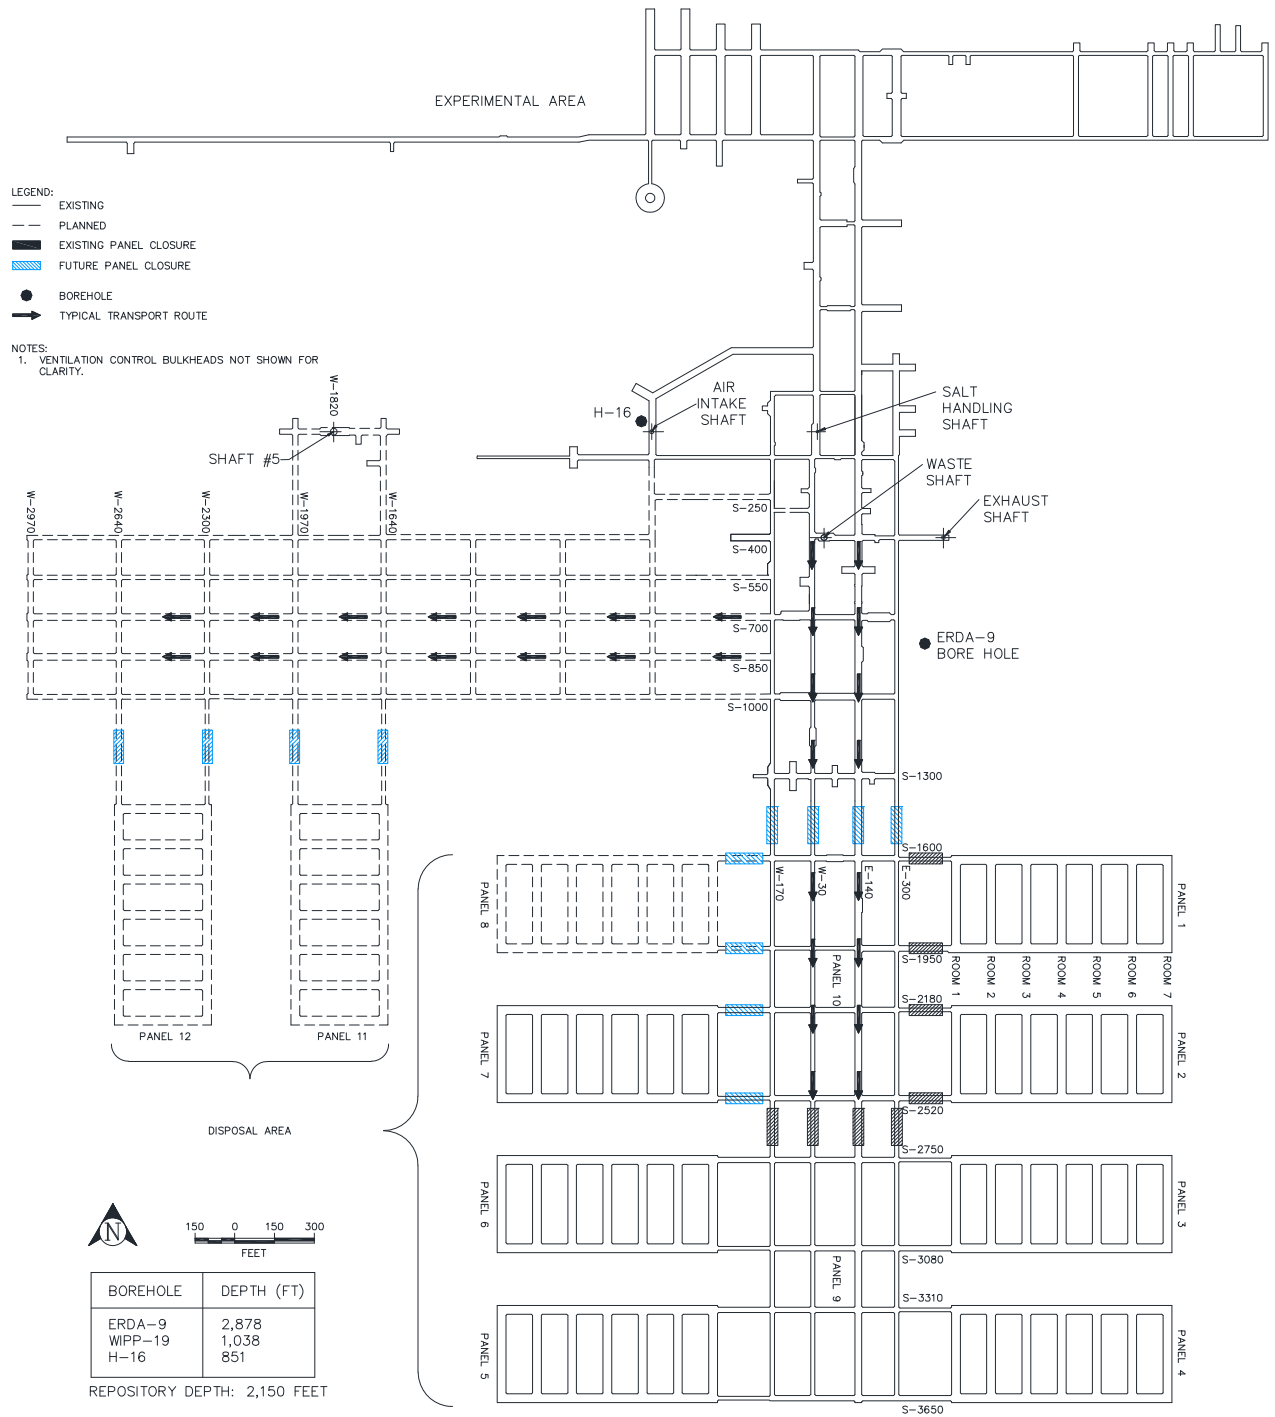 EXPERIMENTAL AREA
LEGEND:
EXISTING
PLANNED
EXISTING PANEL CLOSURE
FUTURE PANEL CLOSURE
BOREHOLE
TYPICAL TRANSPORT ROUTE
NOTES:
1. VENTILATION CONTROL BULKHEADS NOT SHOWN FOR
CLARITY.
W-1820
H-16
AIR
INTAKE
SHAFT
SALT
HANDLING
SHAFT
SHAFT #5
WASTE
SHAFT
EXHAUST
SHAFT
W-2970
W-2640
W-2300
W-1970
W-1640
S-250
S-400
S-550
S-700
S-850
S-1000
ERDA-9
BORE HOLE
S-1300
S-1600
W-170
W-30
E-140
E-300
PANEL 8
PANEL 1
S-1950
PANEL 10
ROOM 1
ROOM 2
ROOM 3
ROOM 4
ROOM 5
ROOM 6
ROOM 7
S-2180
PANEL 12
PANEL 11
PANEL 7
PANEL 2
S-2520
DISPOSAL AREA
S-2750
PANEL 6
PANEL 3
S-3080
PANEL 9
S-3310
PANEL 5
PANEL 4
S-3650
N
150 0 150 300
FEET
BOREHOLE DEPTH (FT)
ERDA-9 2,878
WIPP-19 1,038
H-16 851
REPOSITORY DEPTH: 2,150 FEET